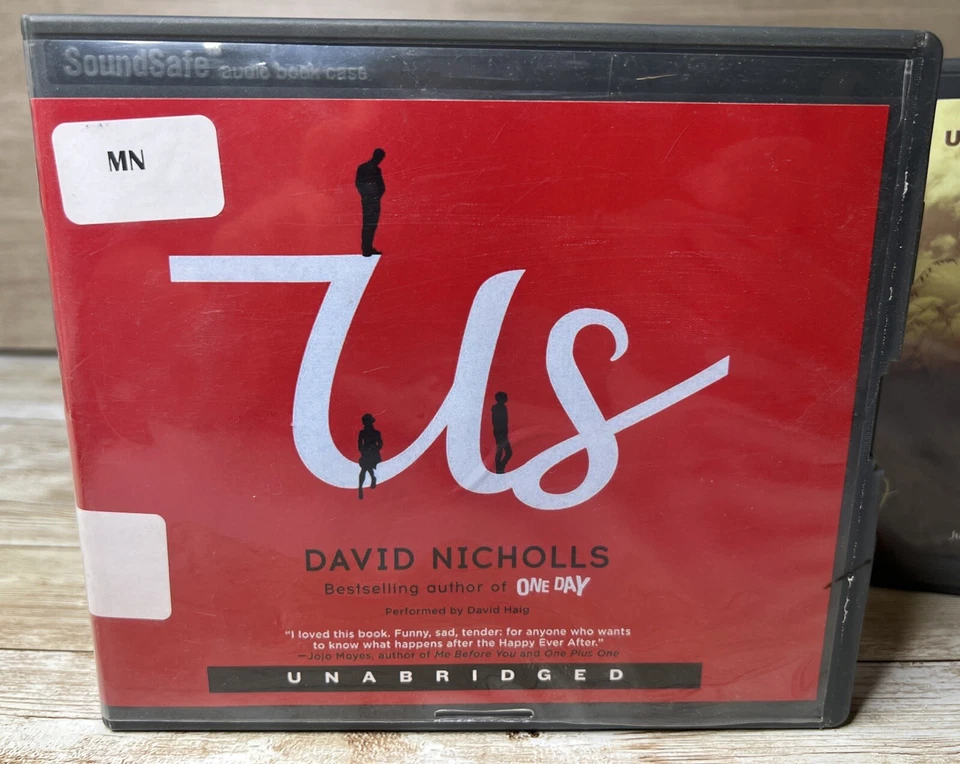 SoundSafe audio book case
MN
Us
DAVID NICHOLLS
Bestselling author of ONE DAY
Performed by David Haig
"I loved this book. Funny, sad, tender: for anyone who wants
to know what happens after the Happy Ever After."
—Jojo Moyes, author of Me Before You and One Plus One
UNABRIDGED
U